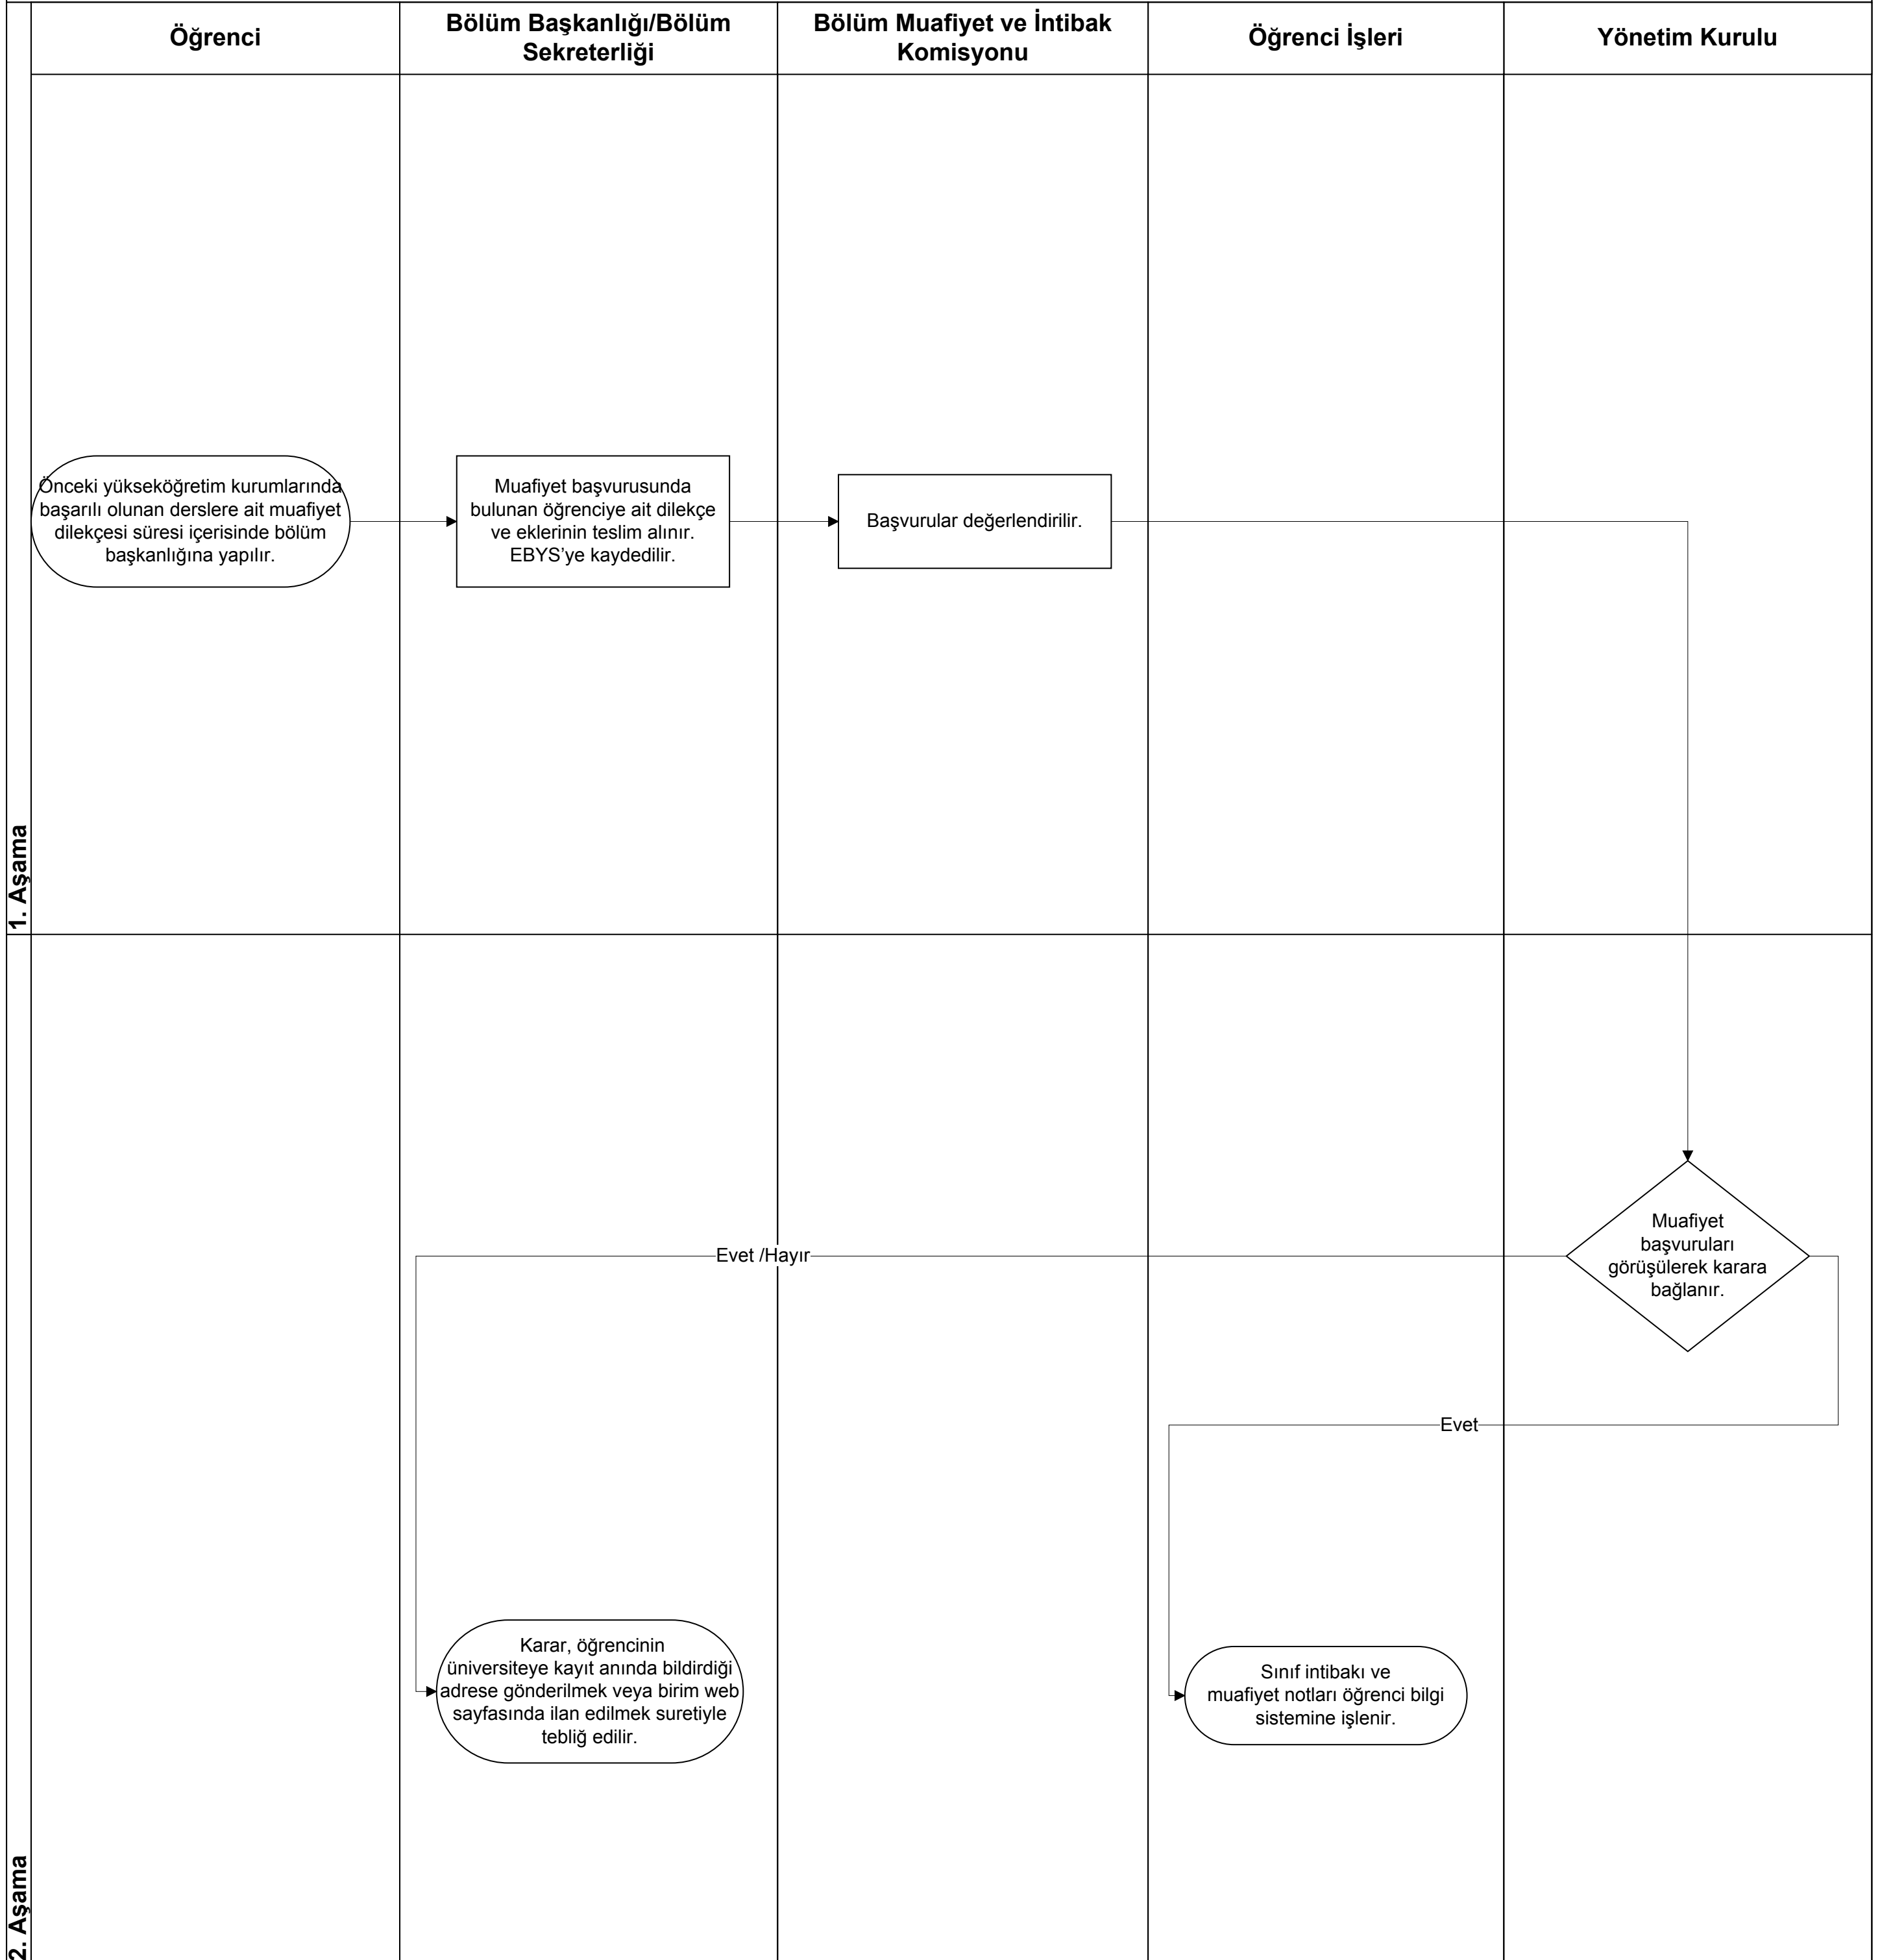 Öğrenci
Bölüm Başkanlığı/Bölüm
Sekreterliği
Bölüm Muafiyet ve İntibak
Komisyonu
Öğrenci İşleri
Yönetim Kurulu
1. Aşama
Önceki yükseköğretim kurumlarında
başarılı olunan derslere ait muafiyet
dilekçesi süresi içerisinde bölüm
başkanlığına yapılır.
Muafiyet başvurusunda
bulunan öğrenciye ait dilekçe
ve eklerinin teslim alınır.
EBYS’ye kaydedilir.
Başvurular değerlendirilir.
2. Aşama
Muafiyet
başvuruları
görüşülerek karara
bağlanır.
Evet /Hayır
Evet
Karar, öğrencinin
üniversiteye kayıt anında bildirdiği
adrese gönderilmek veya birim web
sayfasında ilan edilmek suretiyle
tebliğ edilir.
Sınıf intibakı ve
muafiyet notları öğrenci bilgi
sistemine işlenir.